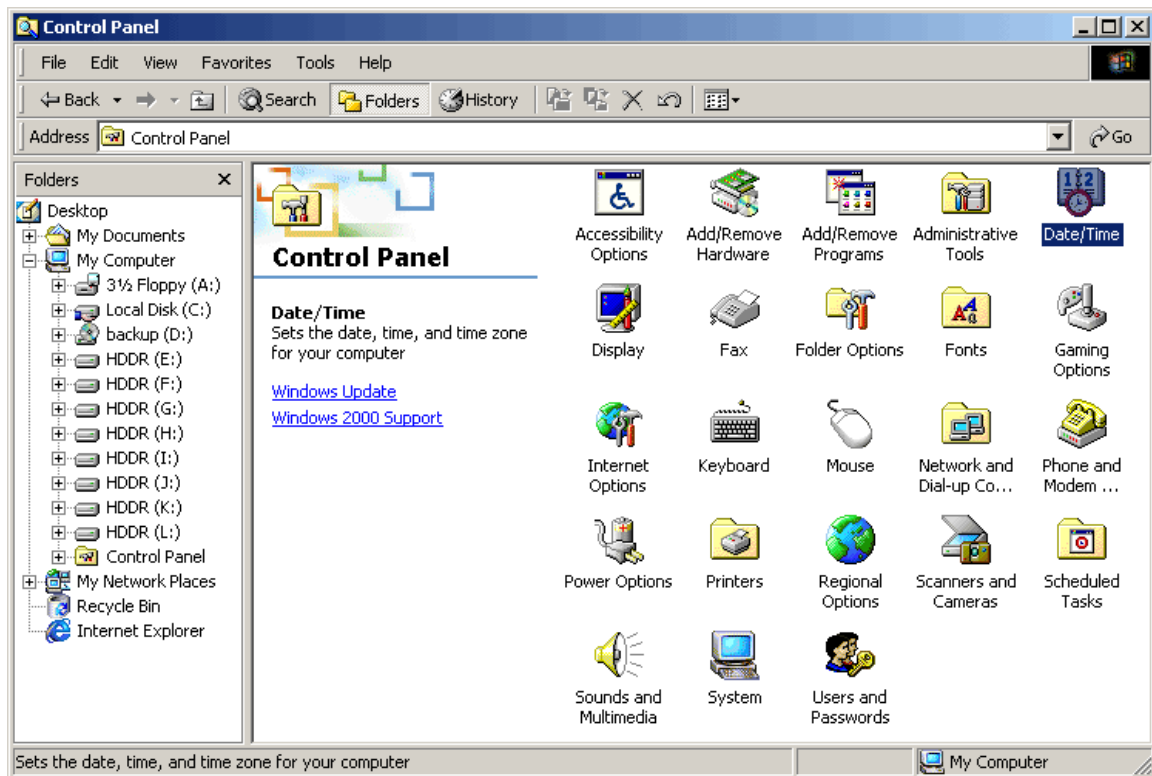 Control Panel
File Edit View Favorites Tools Help
Back Search Folders History
Address Control Panel Go
Folders
Desktop
My Documents
My Computer
3½ Floppy (A:)
Local Disk (C:)
backup (D:)
HDDR (E:)
HDDR (F:)
HDDR (G:)
HDDR (H:)
HDDR (I:)
HDDR (J:)
HDDR (K:)
HDDR (L:)
Control Panel
My Network Places
Recycle Bin
Internet Explorer
Control Panel
Date/Time
Sets the date, time, and time zone
for your computer
Windows Update
Windows 2000 Support
Accessibility
Options
Add/Remove
Hardware
Add/Remove
Programs
Administrative
Tools
Date/Time
Display
Fax
Folder Options
Fonts
Gaming
Options
Internet
Options
Keyboard
Mouse
Network and
Dial-up Co...
Phone and
Modem ...
Power Options
Printers
Regional
Options
Scanners and
Cameras
Scheduled
Tasks
Sounds and
Multimedia
System
Users and
Passwords
Sets the date, time, and time zone for your computer
My Computer